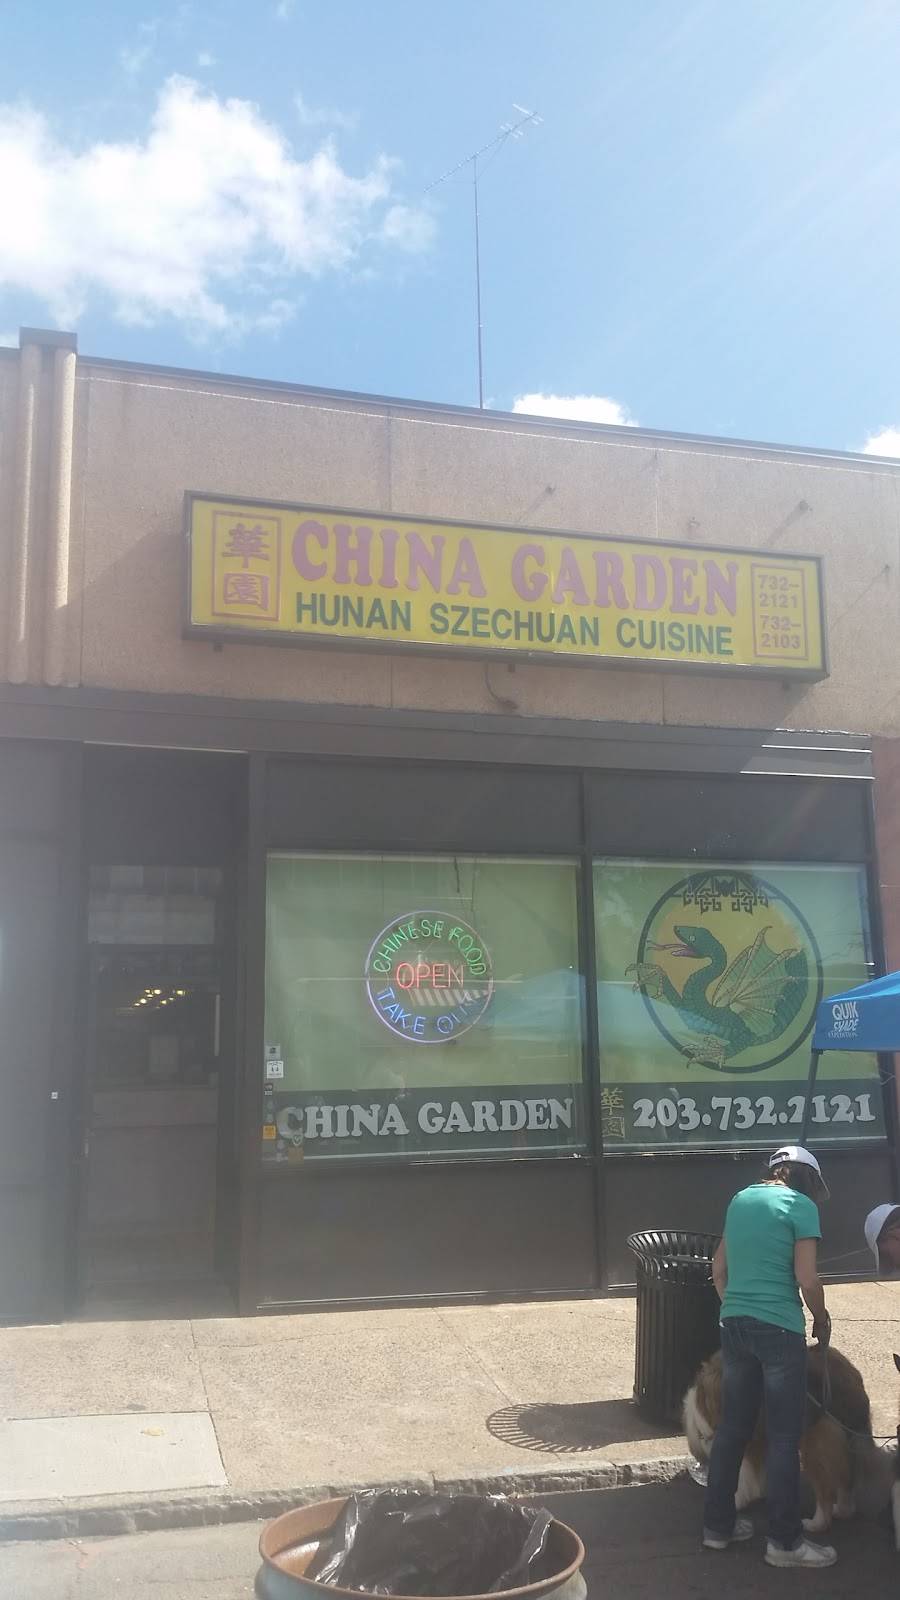 華園
CHINA GARDEN
HUNAN SZECHUAN CUISINE
732-
2121
732-
2103
CHINESE FOOD
OPEN
TAKE OUT
CHINA GARDEN
華園
203.732.2121
QUIK
SHADE
EXPEDITION